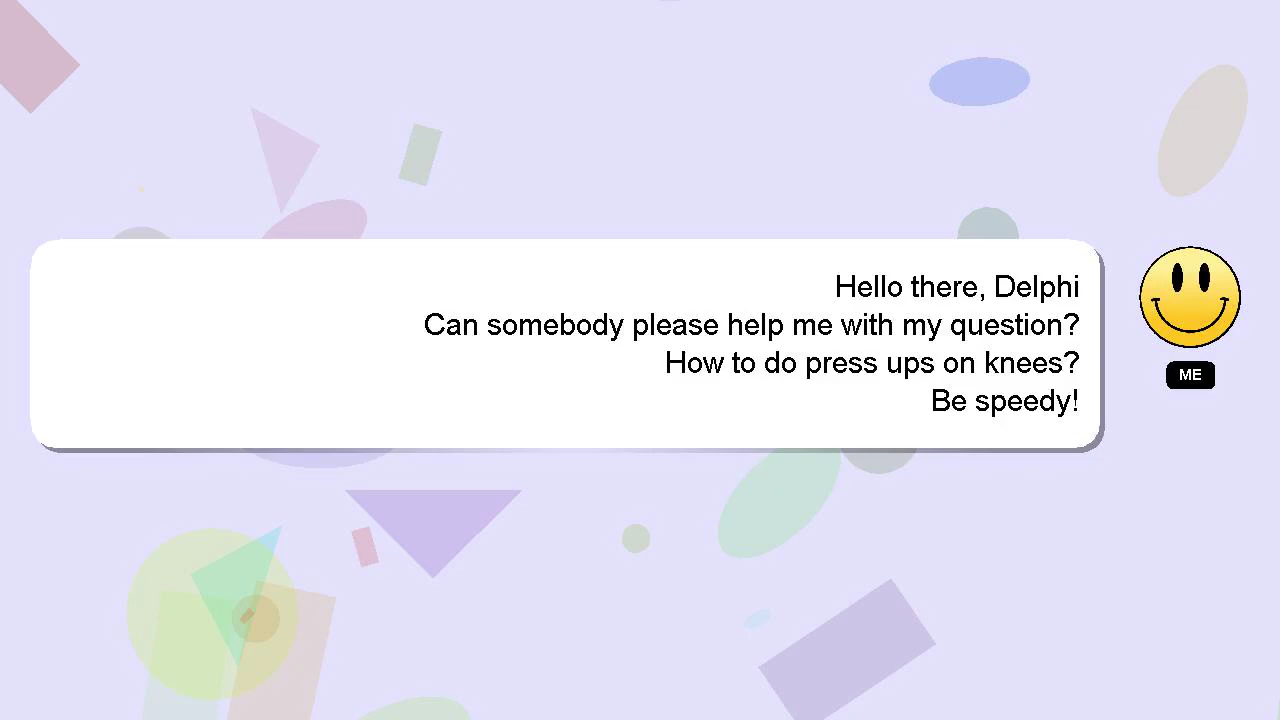 Hello there, Delphi
Can somebody please help me with my question?
How to do press ups on knees?
Be speedy!
ME